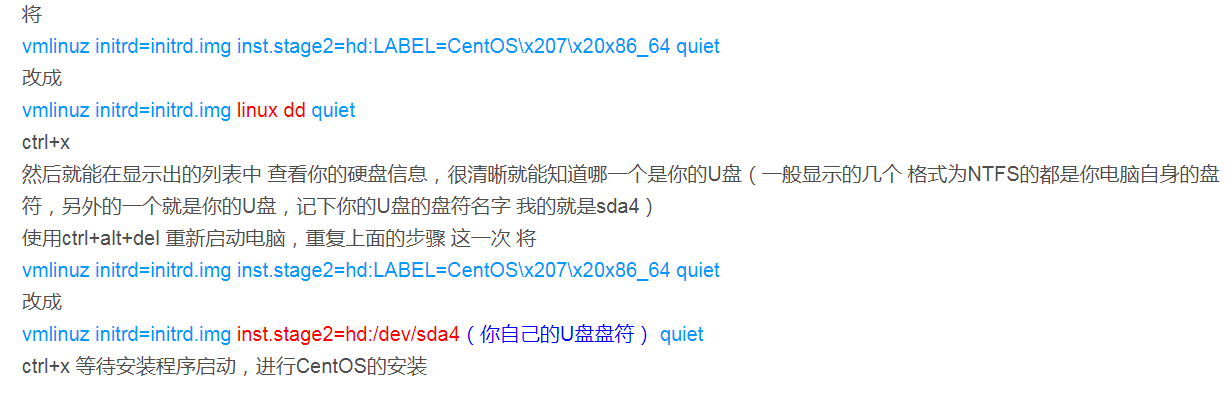 将
vmlinuz initrd=initrd.img inst.stage2=hd:LABEL=CentOS\x207\x20x86_64 quiet
改成
vmlinuz initrd=initrd.img linux dd quiet
ctrl+x
然后就能在显示出的列表中 查看你的硬盘信息，很清晰就能知道哪一个是你的U盘（一般显示的几个 格式为NTFS的都是你电脑自身的盘
符，另外的一个就是你的U盘，记下你的U盘的盘符名字 我的就是sda4）
使用ctrl+alt+del 重新启动电脑，重复上面的步骤 这一次 将
vmlinuz initrd=initrd.img inst.stage2=hd:LABEL=CentOS\x207\x20x86_64 quiet
改成
vmlinuz initrd=initrd.img inst.stage2=hd:/dev/sda4（你自己的U盘盘符） quiet
ctrl+x 等待安装程序启动，进行CentOS的安装